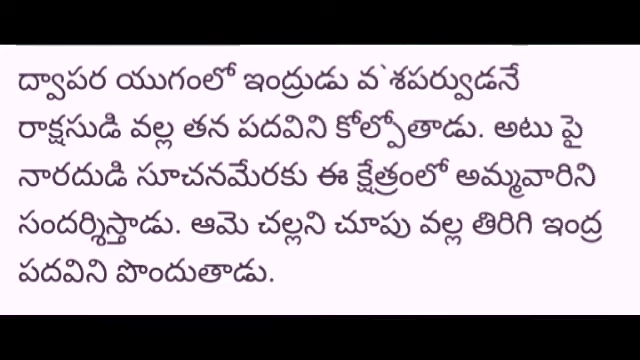 ద్వాపర యుగంలో ఇంద్రుడు వ`శపర్వుడనే
రాక్షసుడి వల్ల తన పదవిని కోల్పోతాడు. అటు పై
నారదుడి సూచనమేరకు ఈ క్షేత్రంలో అమ్మవారిని
సందర్శిస్తాడు. ఆమె చల్లని చూపు వల్ల తిరిగి ఇంద్ర
పదవిని పొందుతాడు.